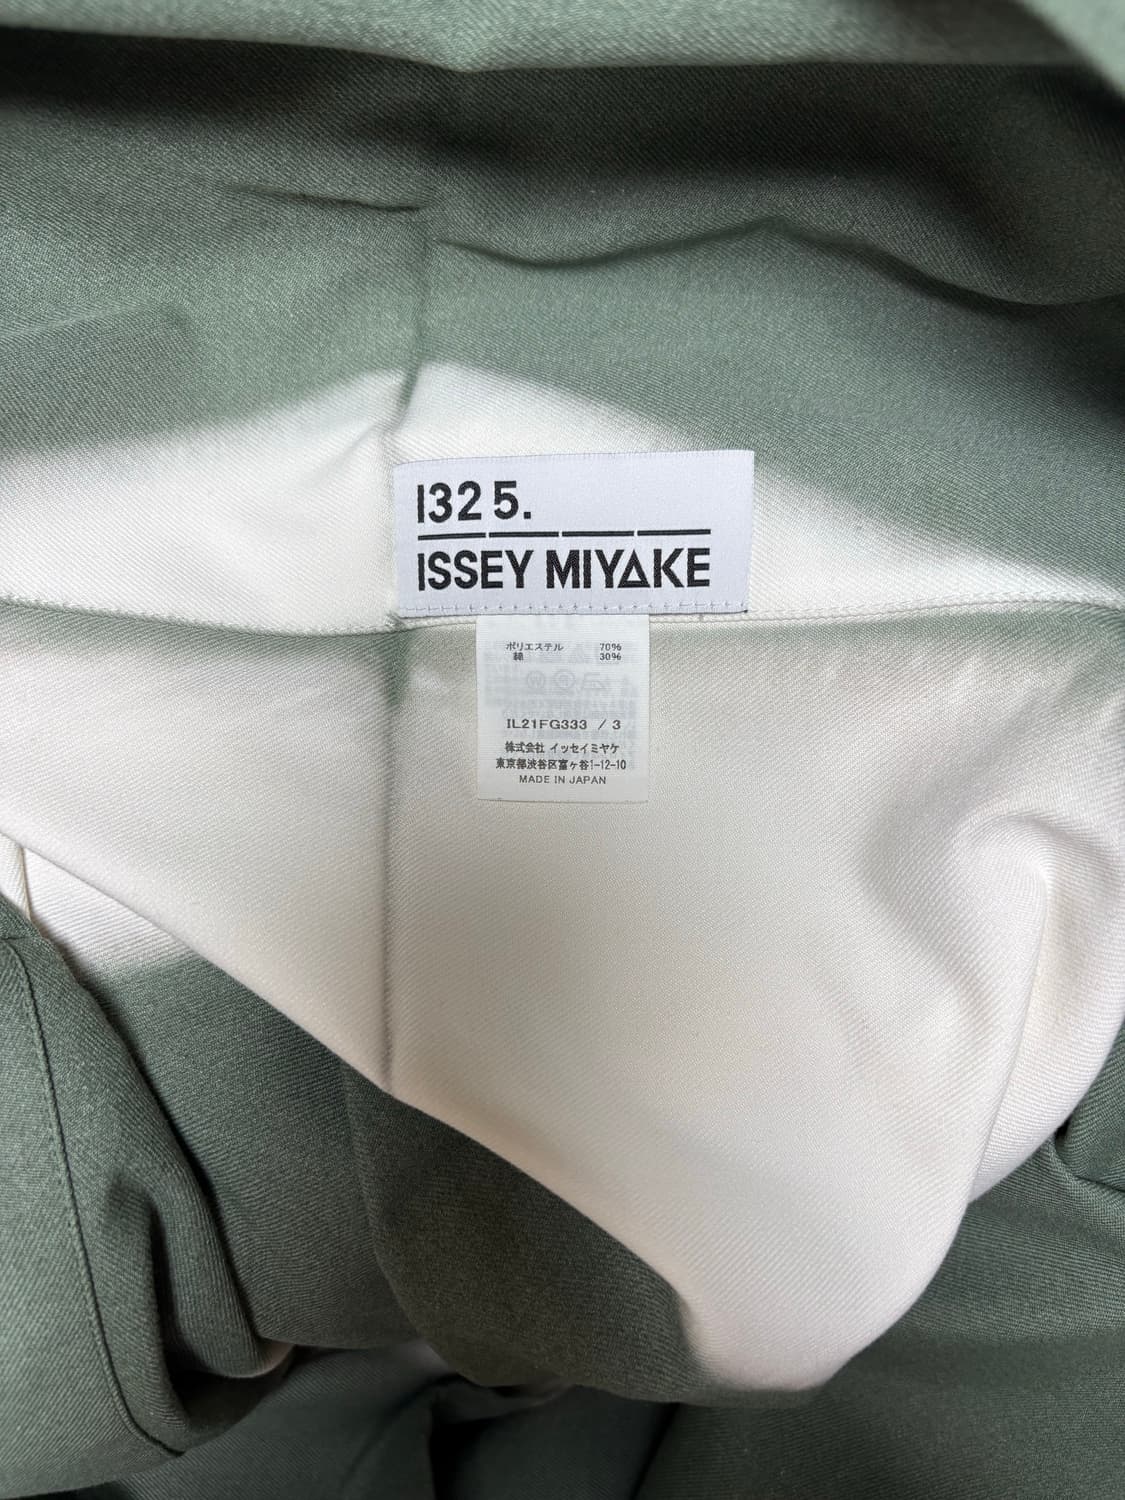 132 5.
ISSEY MIYAKE
ポリエステル 70%
綿 30%
IL21FG333 / 3
株式会社 イッセイミヤケ
東京都渋谷区富ヶ谷1-12-10
MADE IN JAPAN